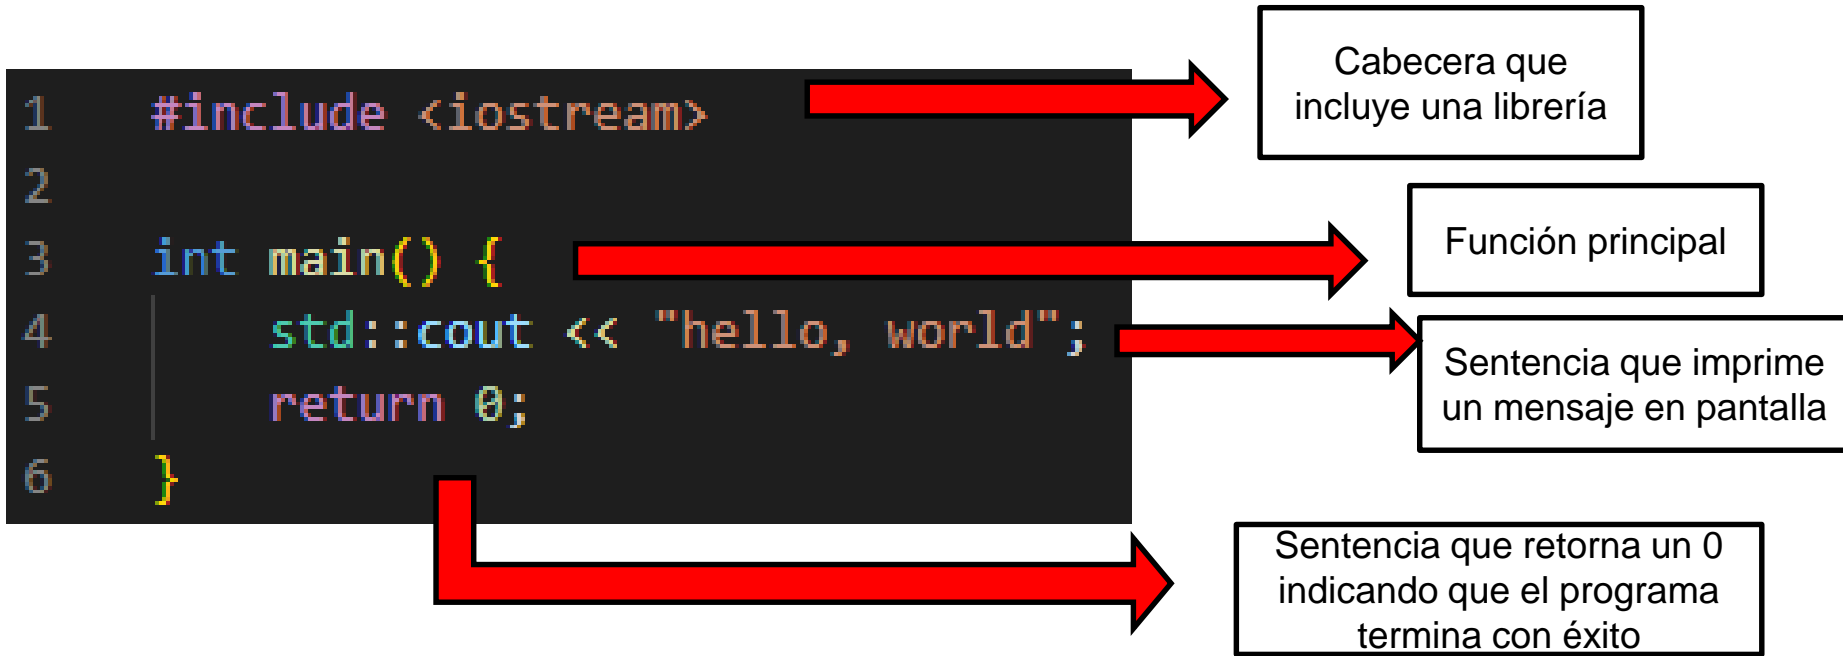 1 #include <iostream>
2
3 int main() {
4 std::cout << "hello, world";
5 return 0;
6 }
Cabecera que
incluye una librería
Función principal
Sentencia que imprime
un mensaje en pantalla
Sentencia que retorna un 0
indicando que el programa
termina con éxito